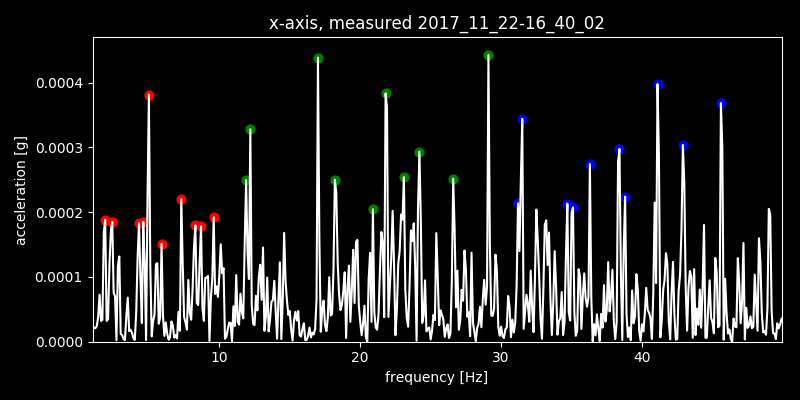 x-axis, measured 2017_11_22-16_40_02
0.0004
0.0003
0.0002
0.0001
0.0000
acceleration [g]
10 20 30 40
frequency [Hz]